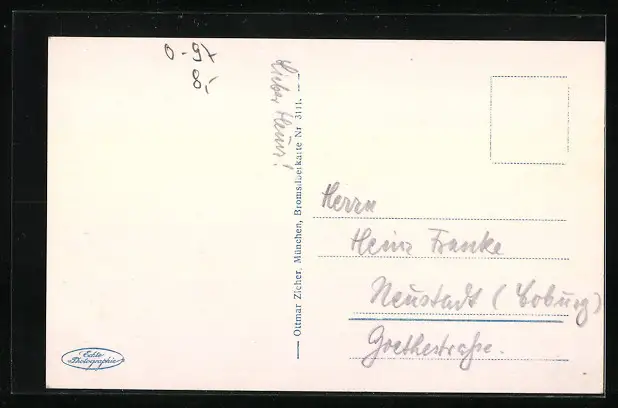 0-97
8,-
Lieber Heinz!
Ottmar Zieher, München, Bromsilberkarte Nr. 3111.
Herrn
Heinz Franke
Neustadt (Coburg)
Goethestraße.
Echte
Photographie